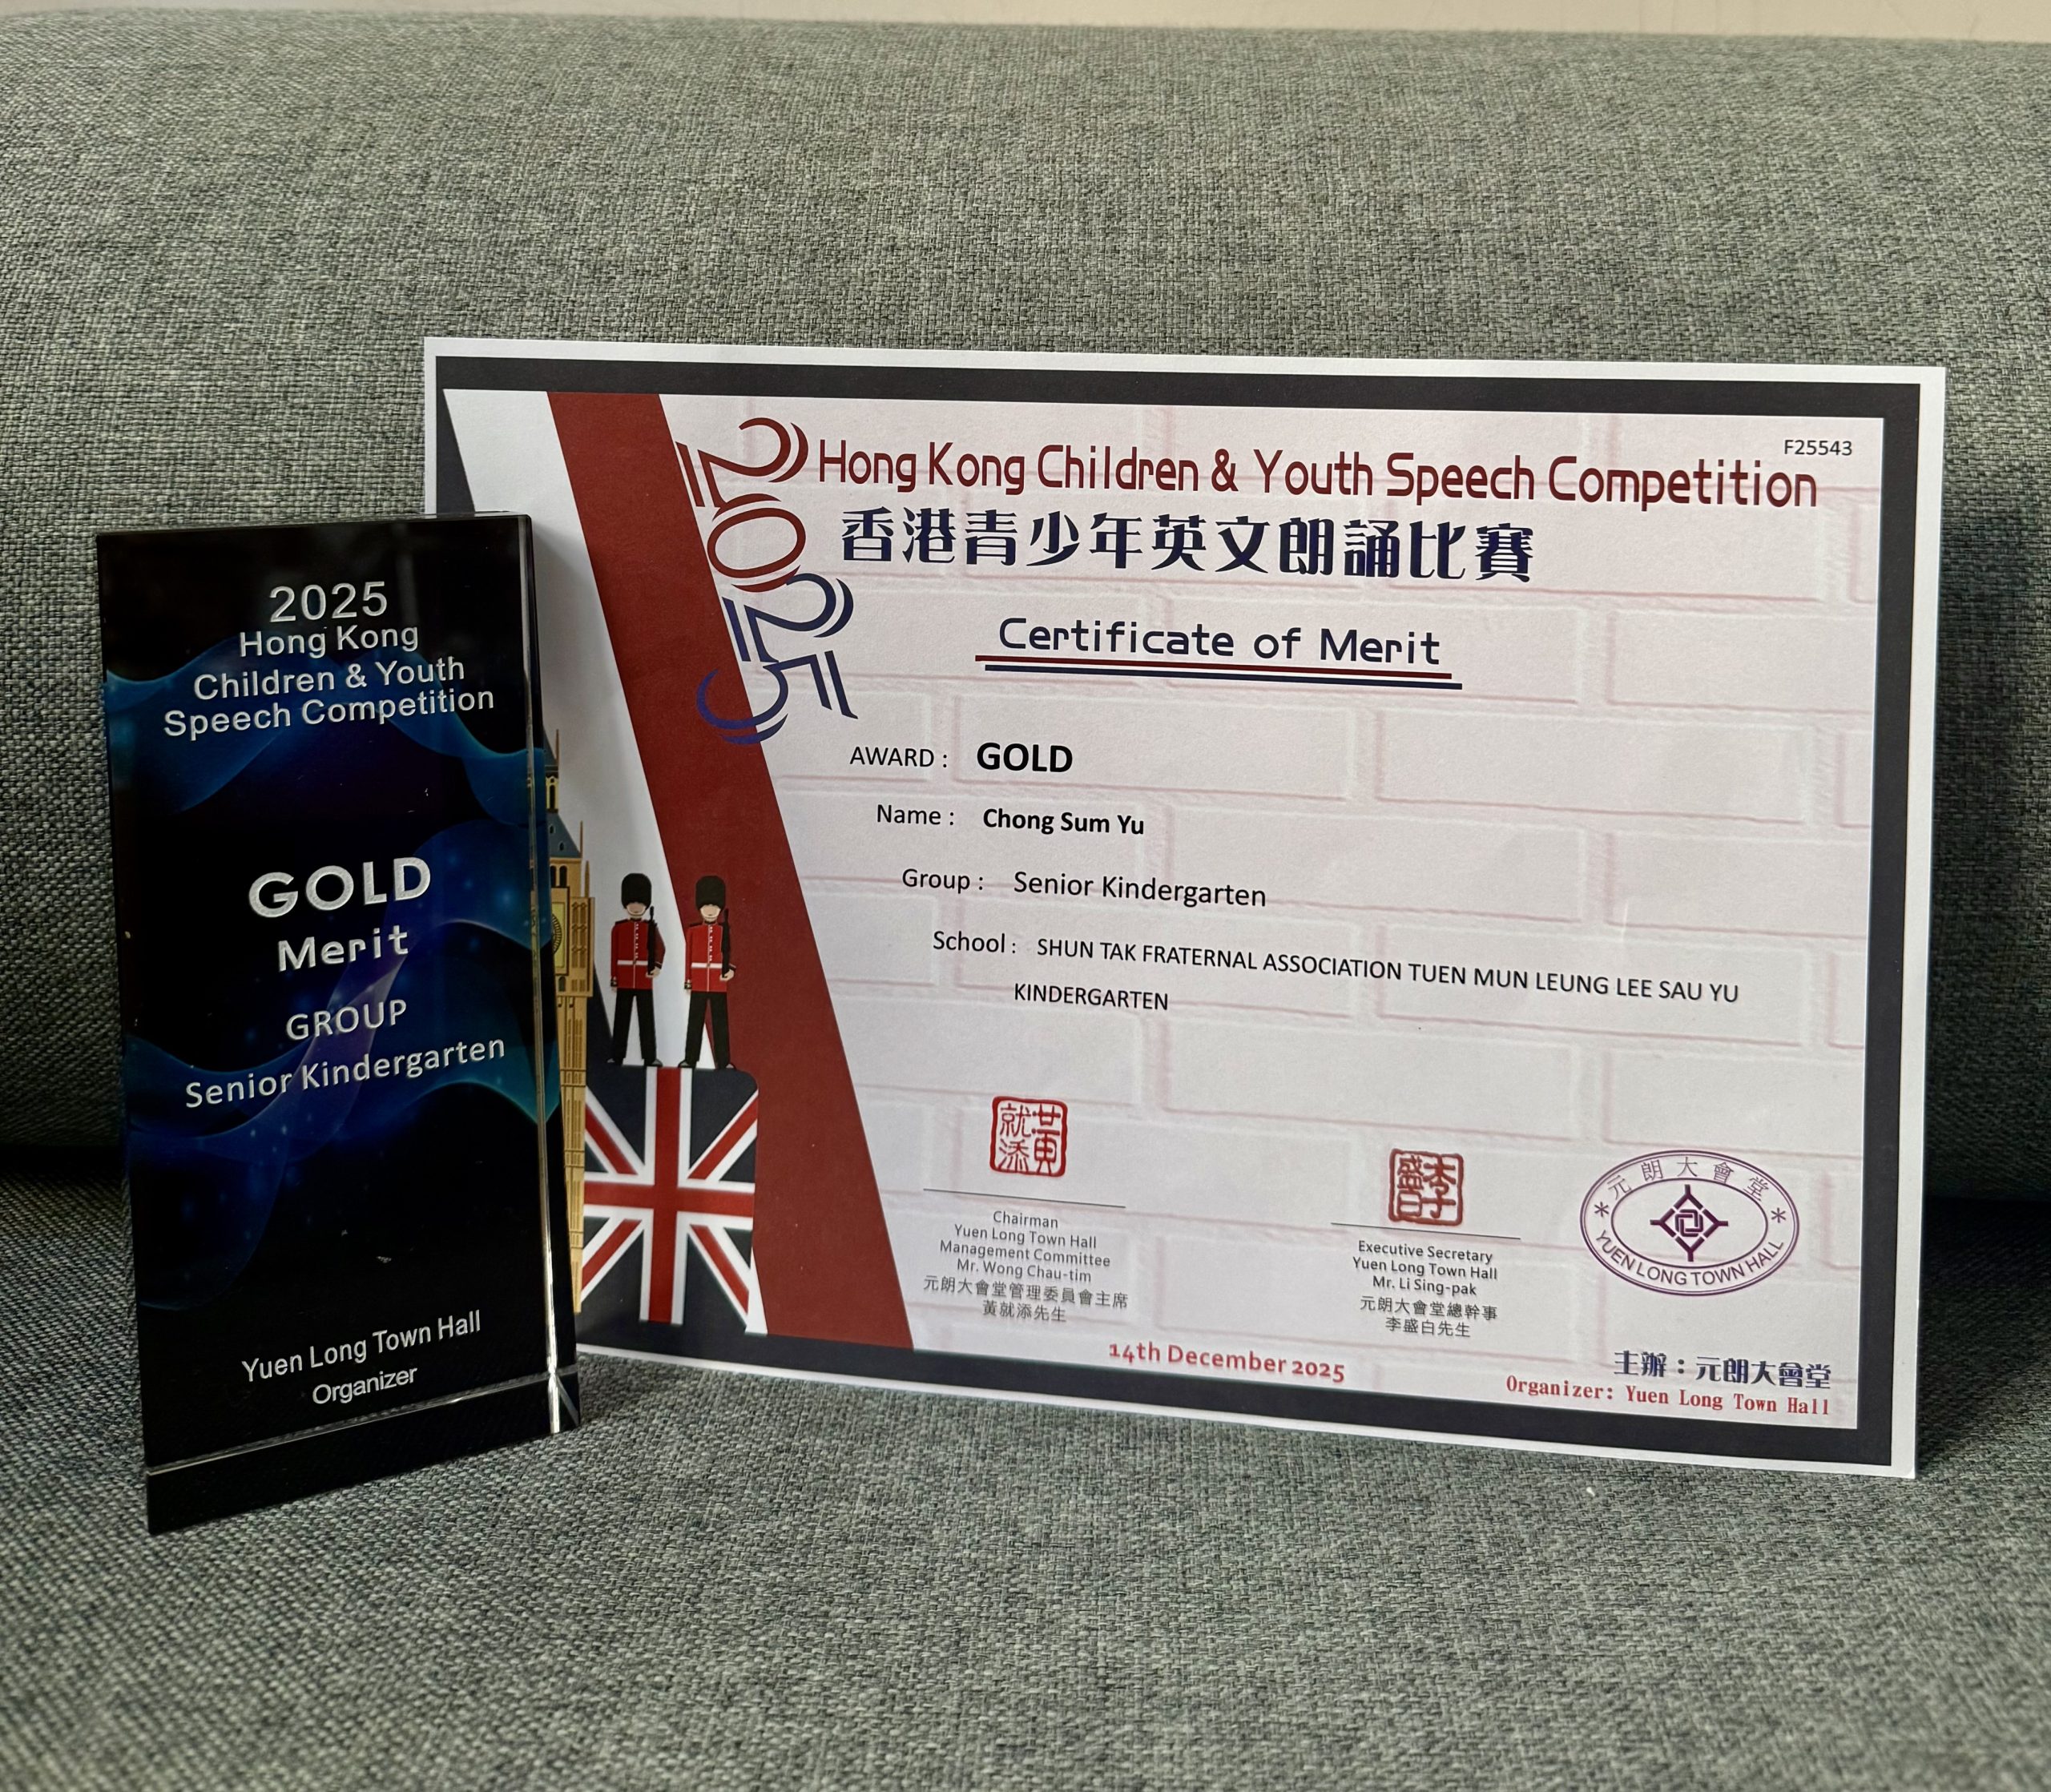 2025
Hong Kong
Children & Youth
Speech Competition
GOLD
Merit
GROUP
Senior Kindergarten
Yuen Long Town Hall
Organizer
F25543
2025
Hong Kong Children & Youth Speech Competition
香港青少年英文朗誦比賽
Certificate of Merit
AWARD : GOLD
Name : Chong Sum Yu
Group : Senior Kindergarten
School : SHUN TAK FRATERNAL ASSOCIATION TUEN MUN LEUNG LEE SAU YU
KINDERGARTEN
黃就添
Chairman
Yuen Long Town Hall
Management Committee
Mr. Wong Chau-tim
元朗大會堂管理委員會主席
黃就添先生
李盛白
Executive Secretary
Yuen Long Town Hall
Mr. Li Sing-pak
元朗大會堂總幹事
李盛白先生
元朗大會堂
YUEN LONG TOWN HALL
14th December 2025
主辦：元朗大會堂
Organizer: Yuen Long Town Hall